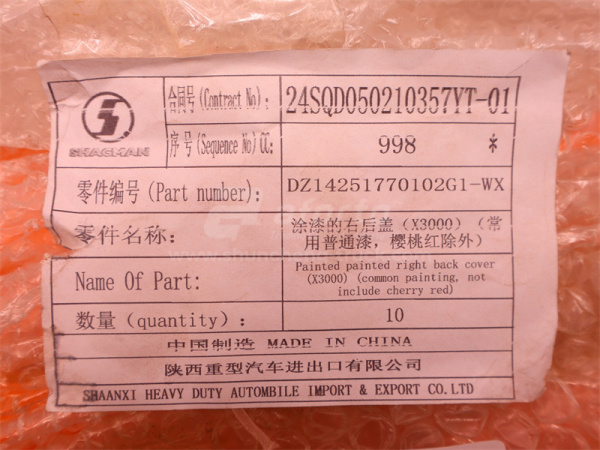 合同号(Contract No): 24SQD050210357YT-01
SHACMAN
序号(Sequence No)CC: 998 *
零件编号(Part number): DZ14251770102G1-WX
零件名称: 涂漆的右后盖(X3000)(常
用普通漆,樱桃红除外)
Name Of Part: Painted painted right back cover
(X3000) (common painting, not
include cherry red)
数量(quantity): 10
中国制造 MADE IN CHINA
陕西重型汽车进出口有限公司
SHAANXI HEAVY DUTY AUTOMBILE IMPORT & EXPORT CO.LTD